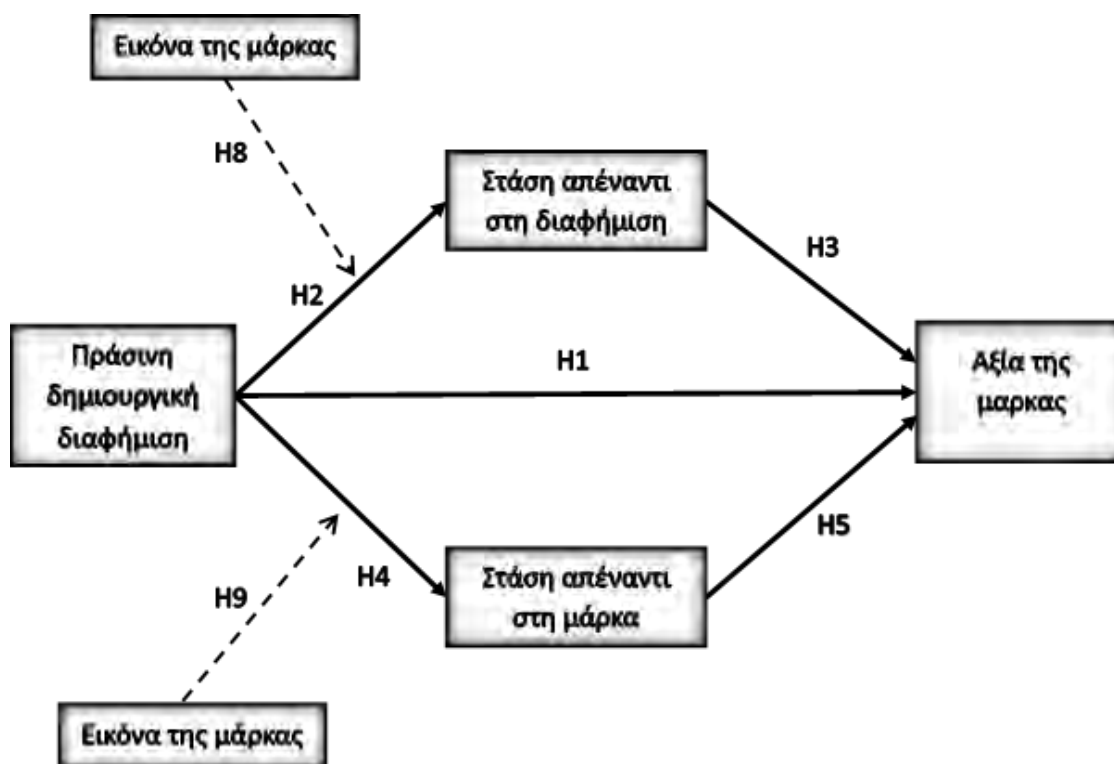 Εικόνα της μάρκας
H8
Στάση απέναντι
στη διαφήμιση
H3
H2
Πράσινη
δημιουργική
διαφήμιση
H1
Αξία της
μαρκας
H5
H4
Στάση απέναντι
στη μάρκα
H9
Εικόνα της μάρκας